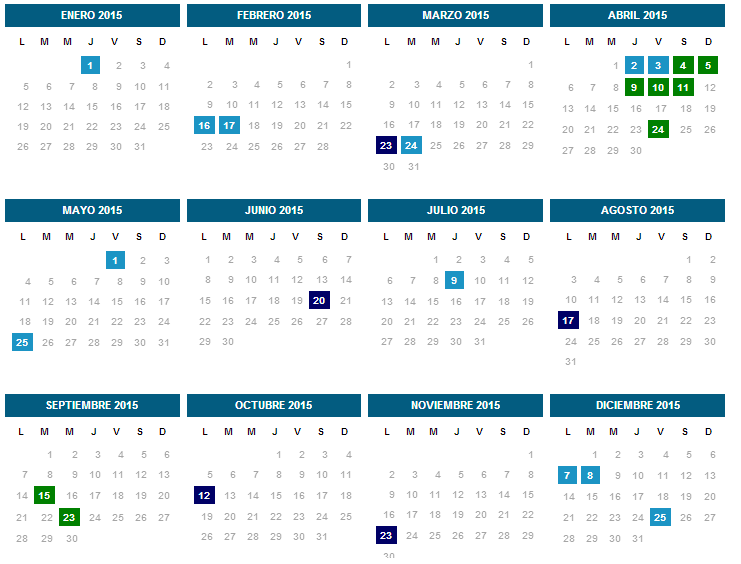 ENERO 2015 FEBRERO 2015 MARZO 2015 ABRIL 2015
L M M J V S D L M M J V S D L M M J V S D L M M J V S D
1 2 3 4 1 1 1 2 3 4 5
5 6 7 8 9 10 11 2 3 4 5 6 7 8 2 3 4 5 6 7 8 6 7 8 9 10 11 12
12 13 14 15 16 17 18 9 10 11 12 13 14 15 9 10 11 12 13 14 15 13 14 15 16 17 18 19
19 20 21 22 23 24 25 16 17 18 19 20 21 22 16 17 18 19 20 21 22 20 21 22 23 24 25 26
26 27 28 29 30 31 23 24 25 26 27 28 23 24 25 26 27 28 29 27 28 29 30
30 31
MAYO 2015 JUNIO 2015 JULIO 2015 AGOSTO 2015
L M M J V S D L M M J V S D L M M J V S D L M M J V S D
1 2 3 1 2 3 4 5 6 7 1 2 3 4 5 1 2
4 5 6 7 8 9 10 8 9 10 11 12 13 14 6 7 8 9 10 11 12 3 4 5 6 7 8 9
11 12 13 14 15 16 17 15 16 17 18 19 20 21 13 14 15 16 17 18 19 10 11 12 13 14 15 16
18 19 20 21 22 23 24 22 23 24 25 26 27 28 20 21 22 23 24 25 26 17 18 19 20 21 22 23
25 26 27 28 29 30 31 29 30 27 28 29 30 31 24 25 26 27 28 29 30
31
SEPTIEMBRE 2015 OCTUBRE 2015 NOVIEMBRE 2015 DICIEMBRE 2015
L M M J V S D L M M J V S D L M M J V S D L M M J V S D
1 2 3 4 5 6 1 2 3 4 1 1 2 3 4 5 6
7 8 9 10 11 12 13 5 6 7 8 9 10 11 2 3 4 5 6 7 8 7 8 9 10 11 12 13
14 15 16 17 18 19 20 12 13 14 15 16 17 18 9 10 11 12 13 14 15 14 15 16 17 18 19 20
21 22 23 24 25 26 27 19 20 21 22 23 24 25 16 17 18 19 20 21 22 21 22 23 24 25 26 27
28 29 30 26 27 28 29 30 31 23 24 25 26 27 28 29 28 29 30 31
30